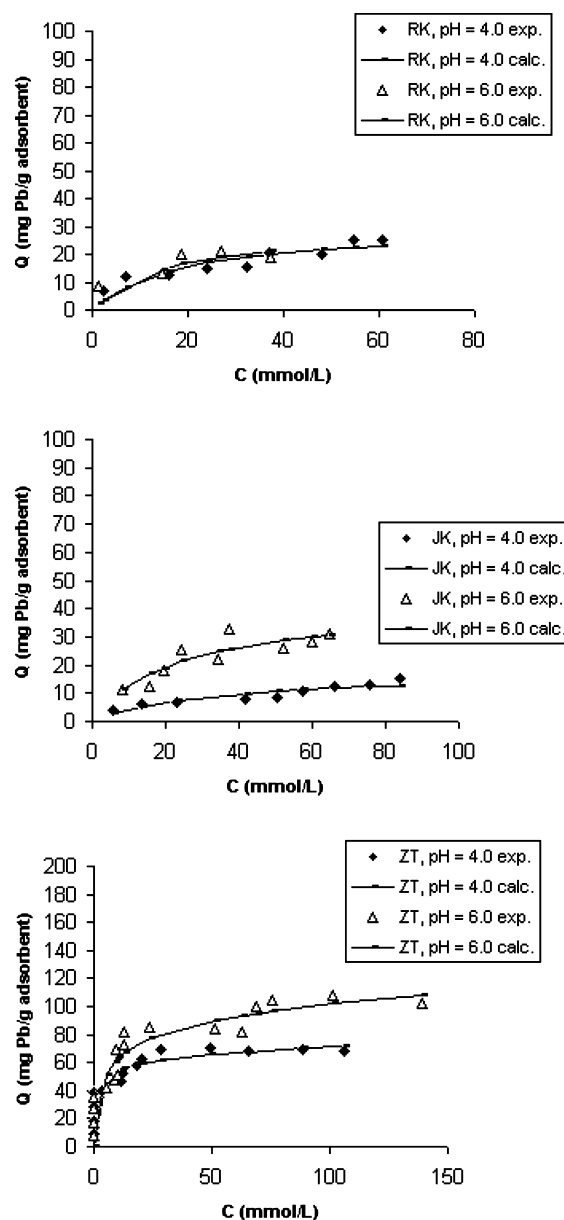 RK, pH = 4.0 exp.
RK, pH = 4.0 calc.
RK, pH = 6.0 exp.
RK, pH = 6.0 calc.
Q (mg Pb/g adsorbent)
100
90
80
70
60
50
40
30
20
10
0
0 20 40 60 80
C (mmol/L)
JK, pH = 4.0 exp.
JK, pH = 4.0 calc.
JK, pH = 6.0 exp.
JK, pH = 6.0 calc.
Q (mg Pb/g adsorbent)
100
90
80
70
60
50
40
30
20
10
0
0 20 40 60 80 100
C (mmol/L)
ZT, pH = 4.0 exp.
ZT, pH = 4.0 calc.
ZT, pH = 6.0 exp.
ZT, pH = 6.0 calc.
Q (mg Pb/g adsorbent)
200
180
160
140
120
100
80
60
40
20
0
0 50 100 150
C (mmol/L)